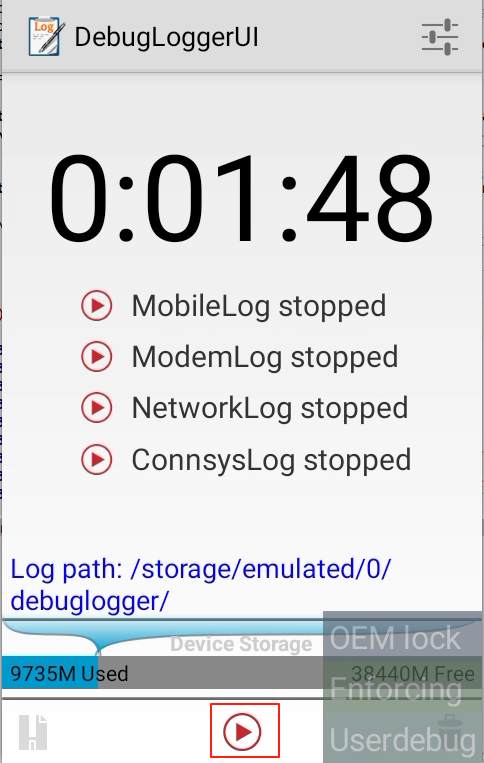 Log
DebugLoggerUI
0:01:48
MobileLog stopped
ModemLog stopped
NetworkLog stopped
ConnsysLog stopped
Log path: /storage/emulated/0/
debuglogger/
Device Storage
OEM lock
9735M Used
38440M Free
Enforcing
Userdebug